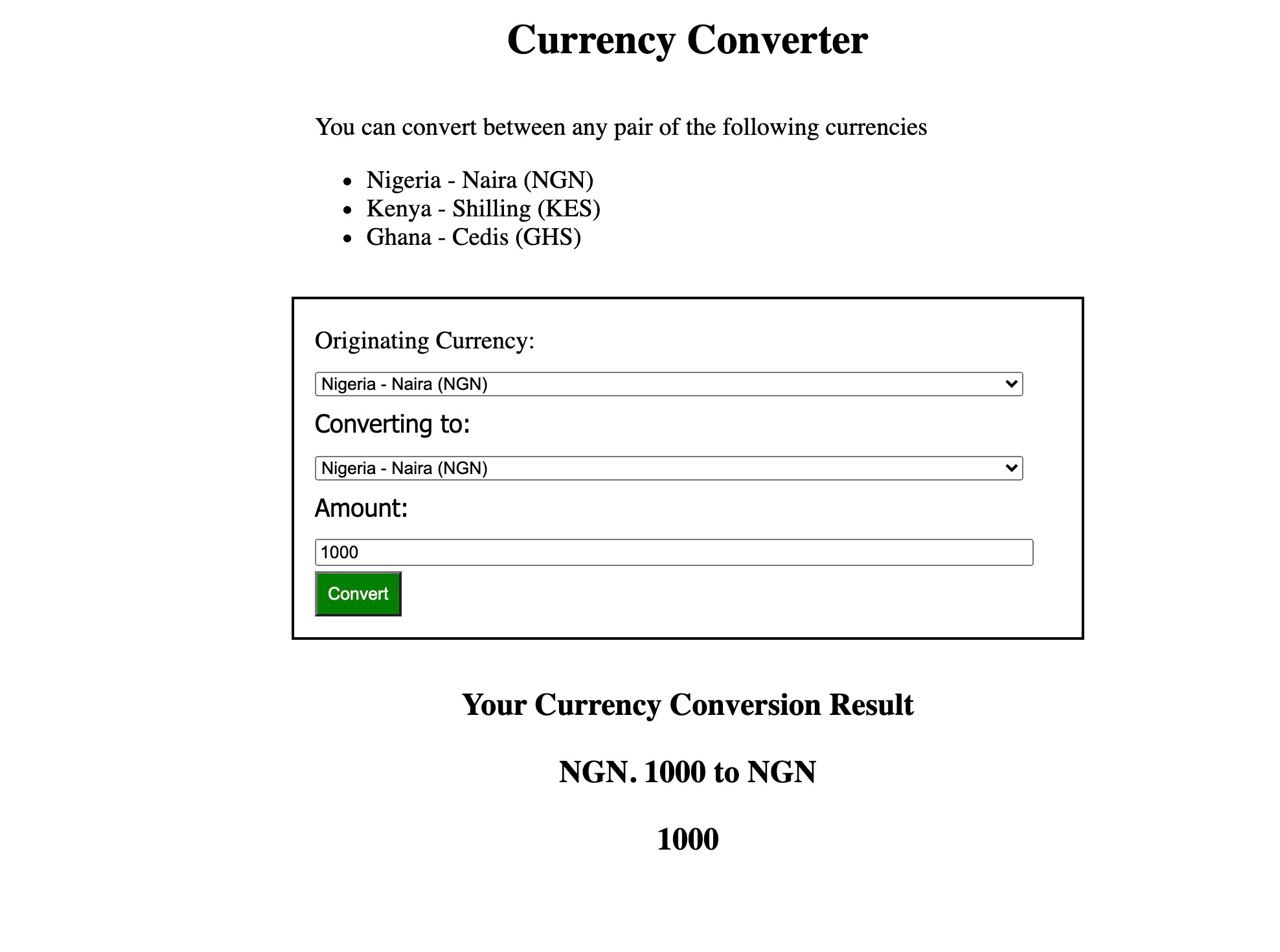 Currency Converter
You can convert between any pair of the following currencies
• Nigeria - Naira (NGN)
• Kenya - Shilling (KES)
• Ghana - Cedis (GHS)
Originating Currency:
Nigeria - Naira (NGN)
Converting to:
Nigeria - Naira (NGN)
Amount:
1000
Convert
Your Currency Conversion Result
NGN. 1000 to NGN
1000